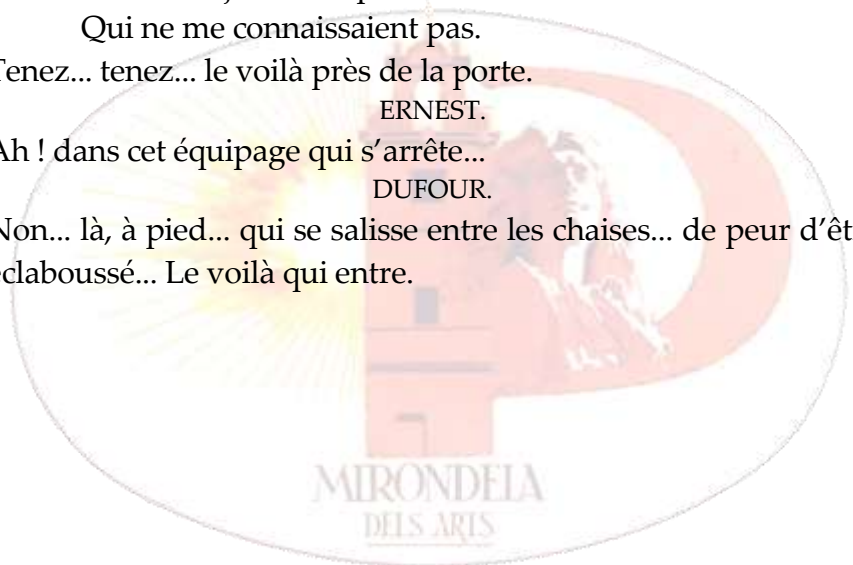 Qui ne me connaissaient pas.
Tenez... tenez... le voilà près de la porte.
ERNEST.
Ah ! dans cet équipage qui s’arrête...
DUFOUR.
Non... là, à pied... qui se salisse entre les chaises... de peur d’êt
éclaboussé... Le voilà qui entre.
MIRONDELA
DELS ARTS